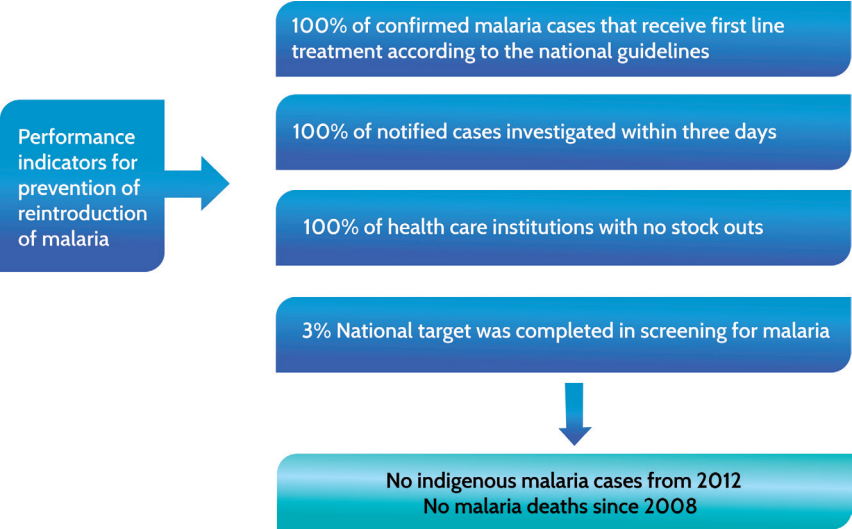 Performance
indicators for
prevention of
reintroduction
of malaria
100% of confirmed malaria cases that receive first line
treatment according to the national guidelines
100% of notified cases investigated within three days
100% of health care institutions with no stock outs
3% National target was completed in screening for malaria
No indigenous malaria cases from 2012
No malaria deaths since 2008